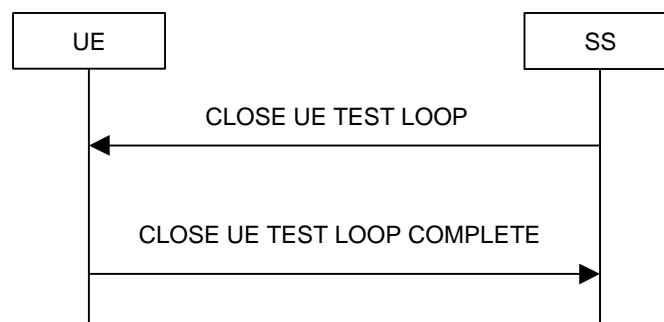 UE
SS
CLOSE UE TEST LOOP
CLOSE UE TEST LOOP COMPLETE